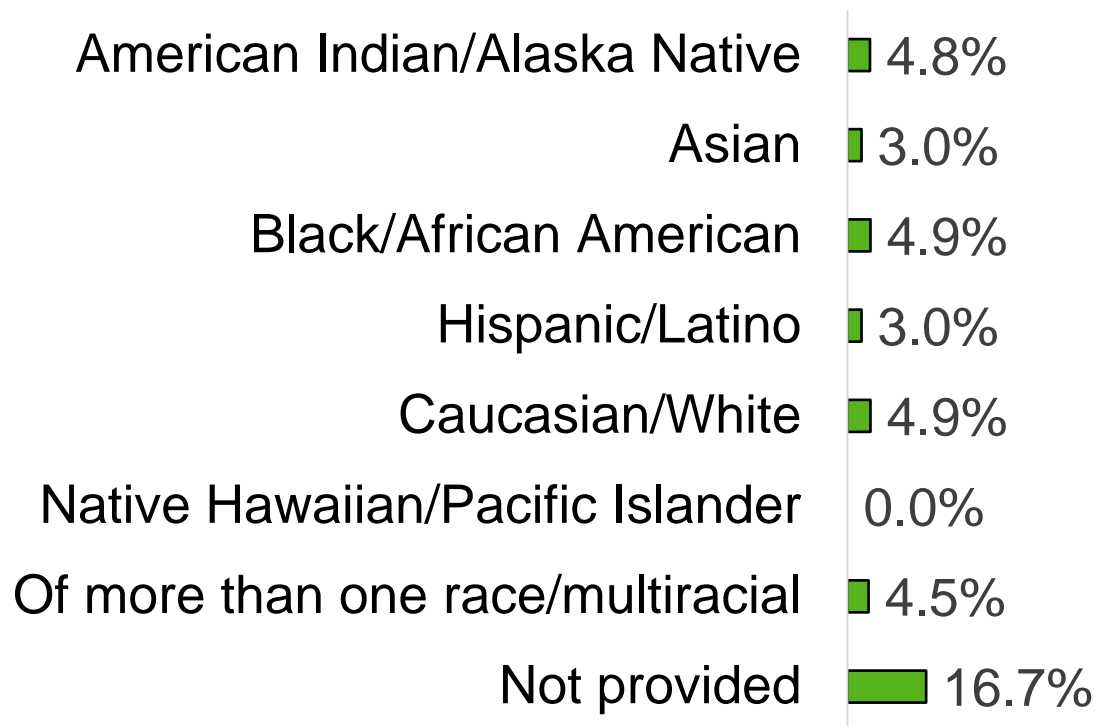 American Indian/Alaska Native 4.8%
Asian 3.0%
Black/African American 4.9%
Hispanic/Latino 3.0%
Caucasian/White 4.9%
Native Hawaiian/Pacific Islander 0.0%
Of more than one race/multiracial 4.5%
Not provided 16.7%